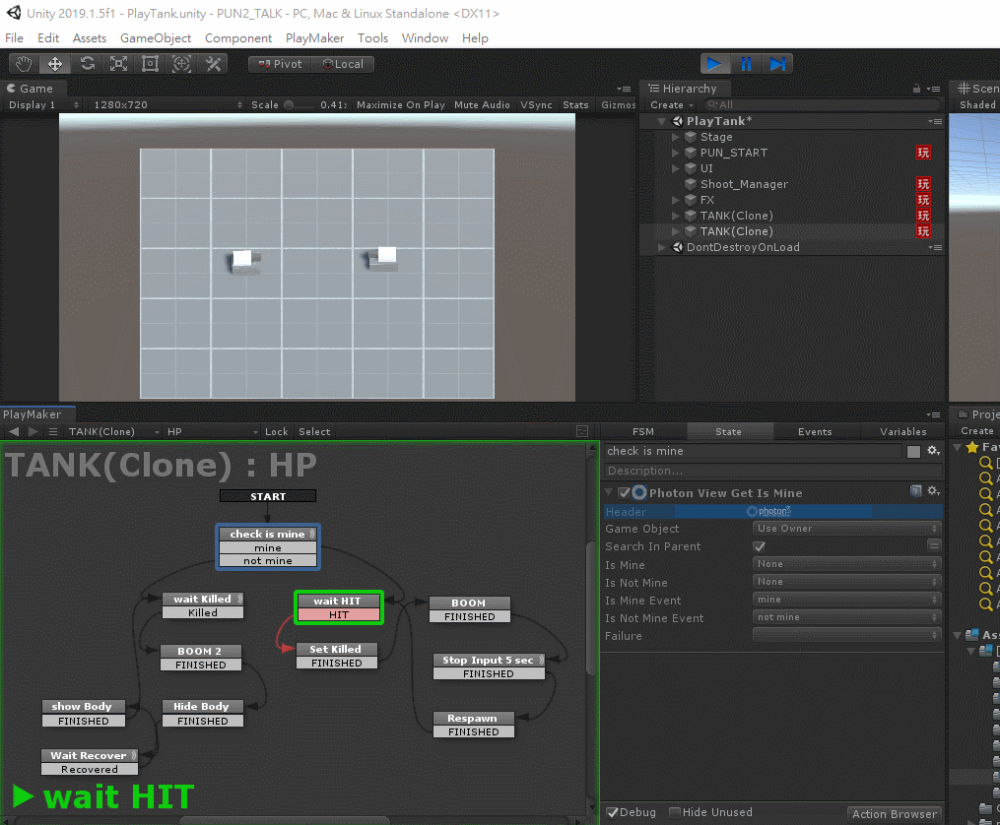 Unity 2019.1.5f1 - PlayTank.unity - PUN2_TALK - PC, Mac & Linux Standalone <DX11>
File Edit Assets GameObject Component PlayMaker Tools Window Help
Pivot Local
Game
Display 1 1280x720 Scale 0.41 Maximize On Play Mute Audio VSync Stats Gizmos
Hierarchy
Create All
PlayTank*
Stage
PUN_START 玩
UI
Shoot_Manager 玩
FX 玩
TANK(Clone) 玩
TANK(Clone) 玩
DontDestroyOnLoad
Scen
Shaded
PlayMaker
TANK(Clone) HP Lock Select
TANK(Clone) : HP
START
check is mine
mine
not mine
wait Killed
Killed
wait HIT
HIT
BOOM
FINISHED
BOOM 2
FINISHED
Set Killed
FINISHED
Stop Input 5 sec
FINISHED
show Body
FINISHED
Hide Body
FINISHED
Respawn
FINISHED
Wait Recover
Recovered
wait HIT
FSM State Events Variables
check is mine
Description...
Photon View Get Is Mine
Header photon
Game Object Use Owner
Search In Parent
Is Mine None
Is Not Mine None
Is Mine Event mine
Is Not Mine Event not mine
Failure
Debug Hide Unused Action Browser
Proje
Create
Fav
Ass